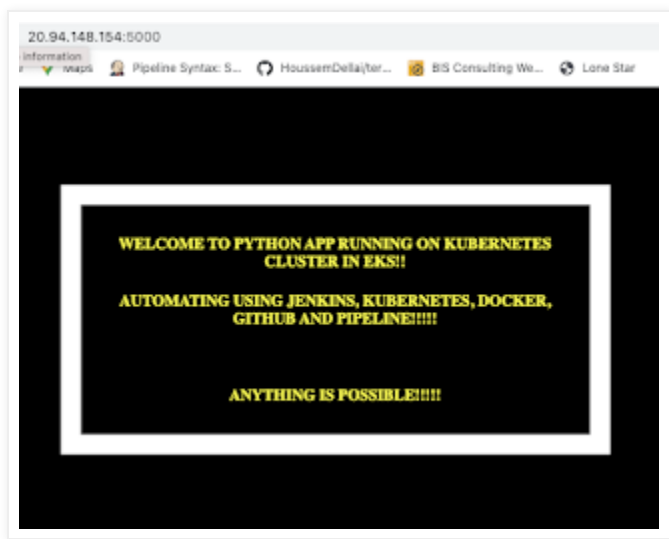 20.94.148.154:5000
information
Maps Pipeline Syntax: S... HoussemDellai/ter... BIS Consulting We... Lone Star
WELCOME TO PYTHON APP RUNNING ON KUBERNETES
CLUSTER IN EKS!!
AUTOMATING USING JENKINS, KUBERNETES, DOCKER,
GITHUB AND PIPELINE!!!!!
ANYTHING IS POSSIBLE!!!!!